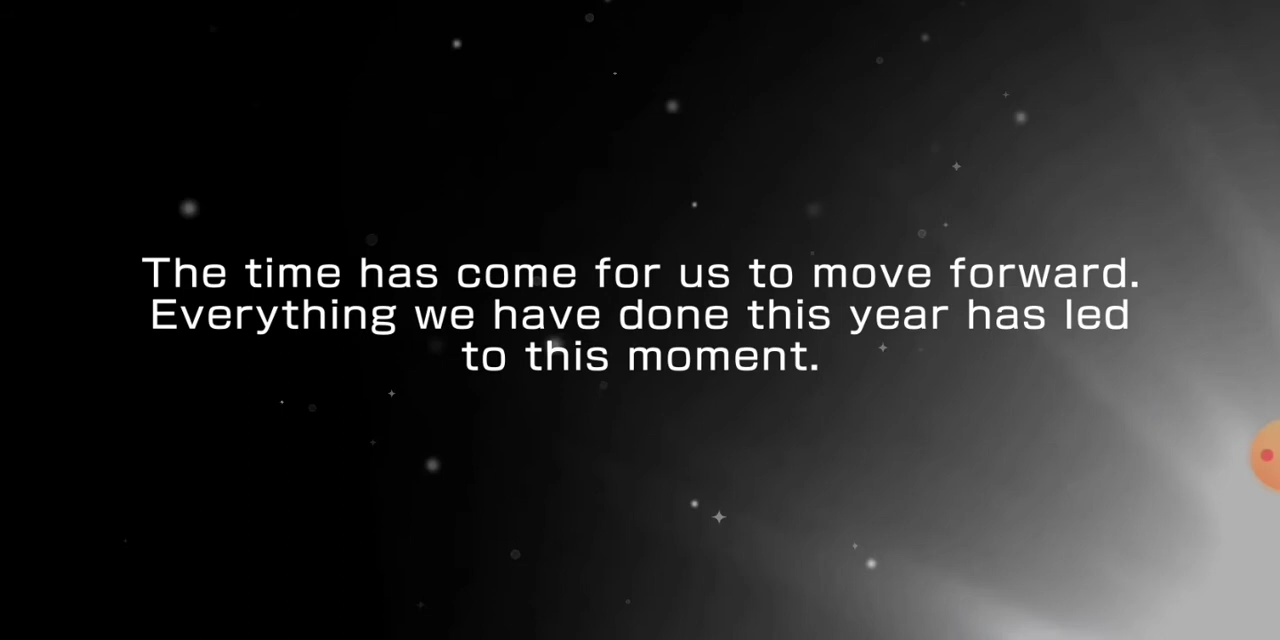 The time has come for us to move forward.
Everything we have done this year has led
to this moment.